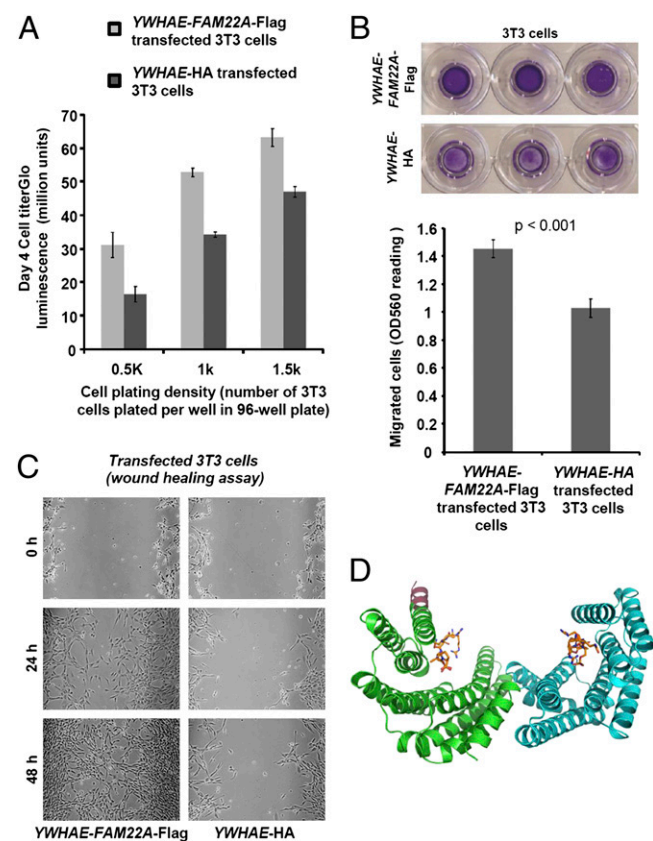 A
YWHAE-FAM22A-Flag
transfected 3T3 cells
YWHAE-HA transfected
3T3 cells
Day 4 Cell titerGlo
luminescence (million units)
70
60
50
40
30
20
10
0
0.5K 1k 1.5k
Cell plating density (number of 3T3
cells plated per well in 96-well plate)
B
3T3 cells
YWHAE-
FAM22A-
Flag
YWHAE-
HA
p < 0.001
Migrated cells (OD560 reading )
1.6
1.4
1.2
1
0.8
0.6
0.4
0.2
0
YWHAE-
FAM22A-Flag
transfected 3T3
cells
YWHAE-HA
transfected
3T3 cells
C
Transfected 3T3 cells
(wound healing assay)
0 h
24 h
48 h
YWHAE-FAM22A-Flag YWHAE-HA
D